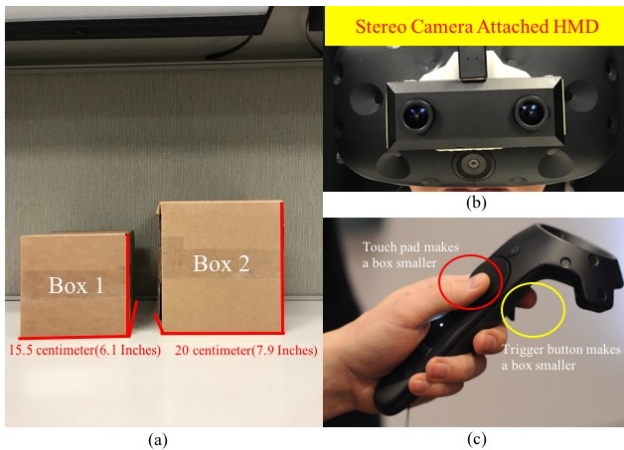 Box 1
Box 2
15.5 centimeter(6.1 Inches)
20 centimeter(7.9 Inches)
(a)
Stereo Camera Attached HMD
(b)
Touch pad makes
a box smaller
Trigger button makes
a box smaller
(c)